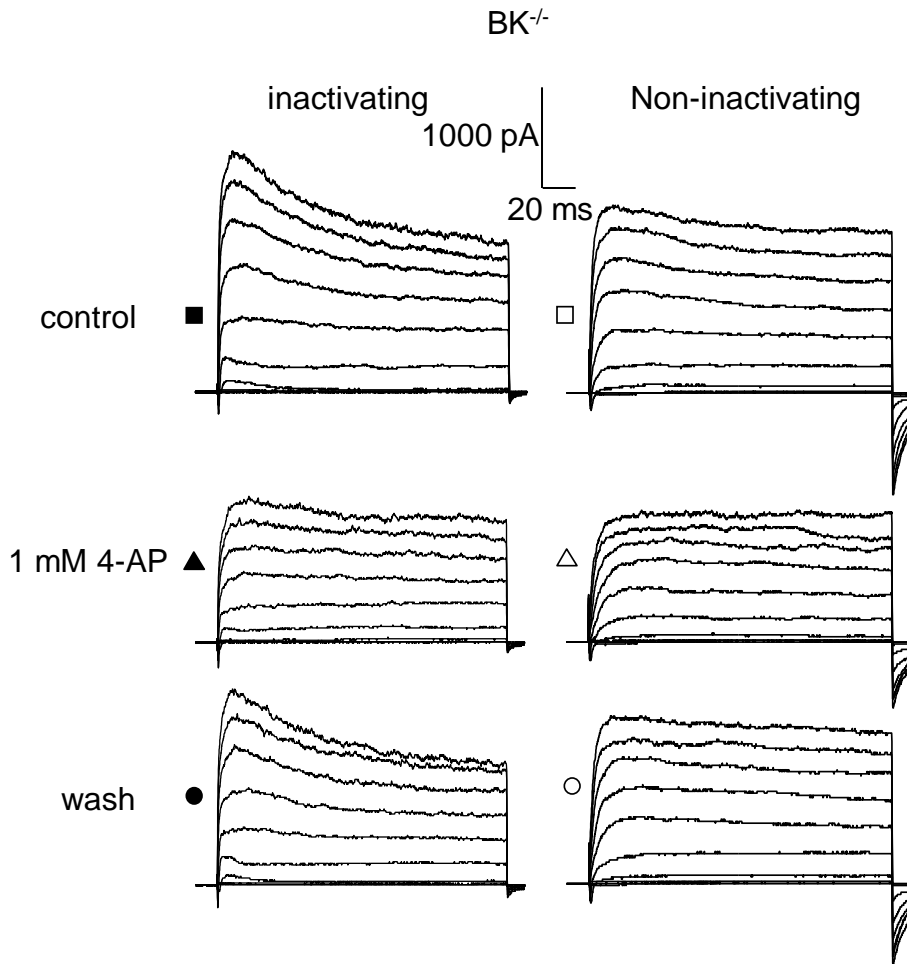 BK-/-
inactivating
Non-inactivating
1000 pA
20 ms
control
1 mM 4-AP
wash